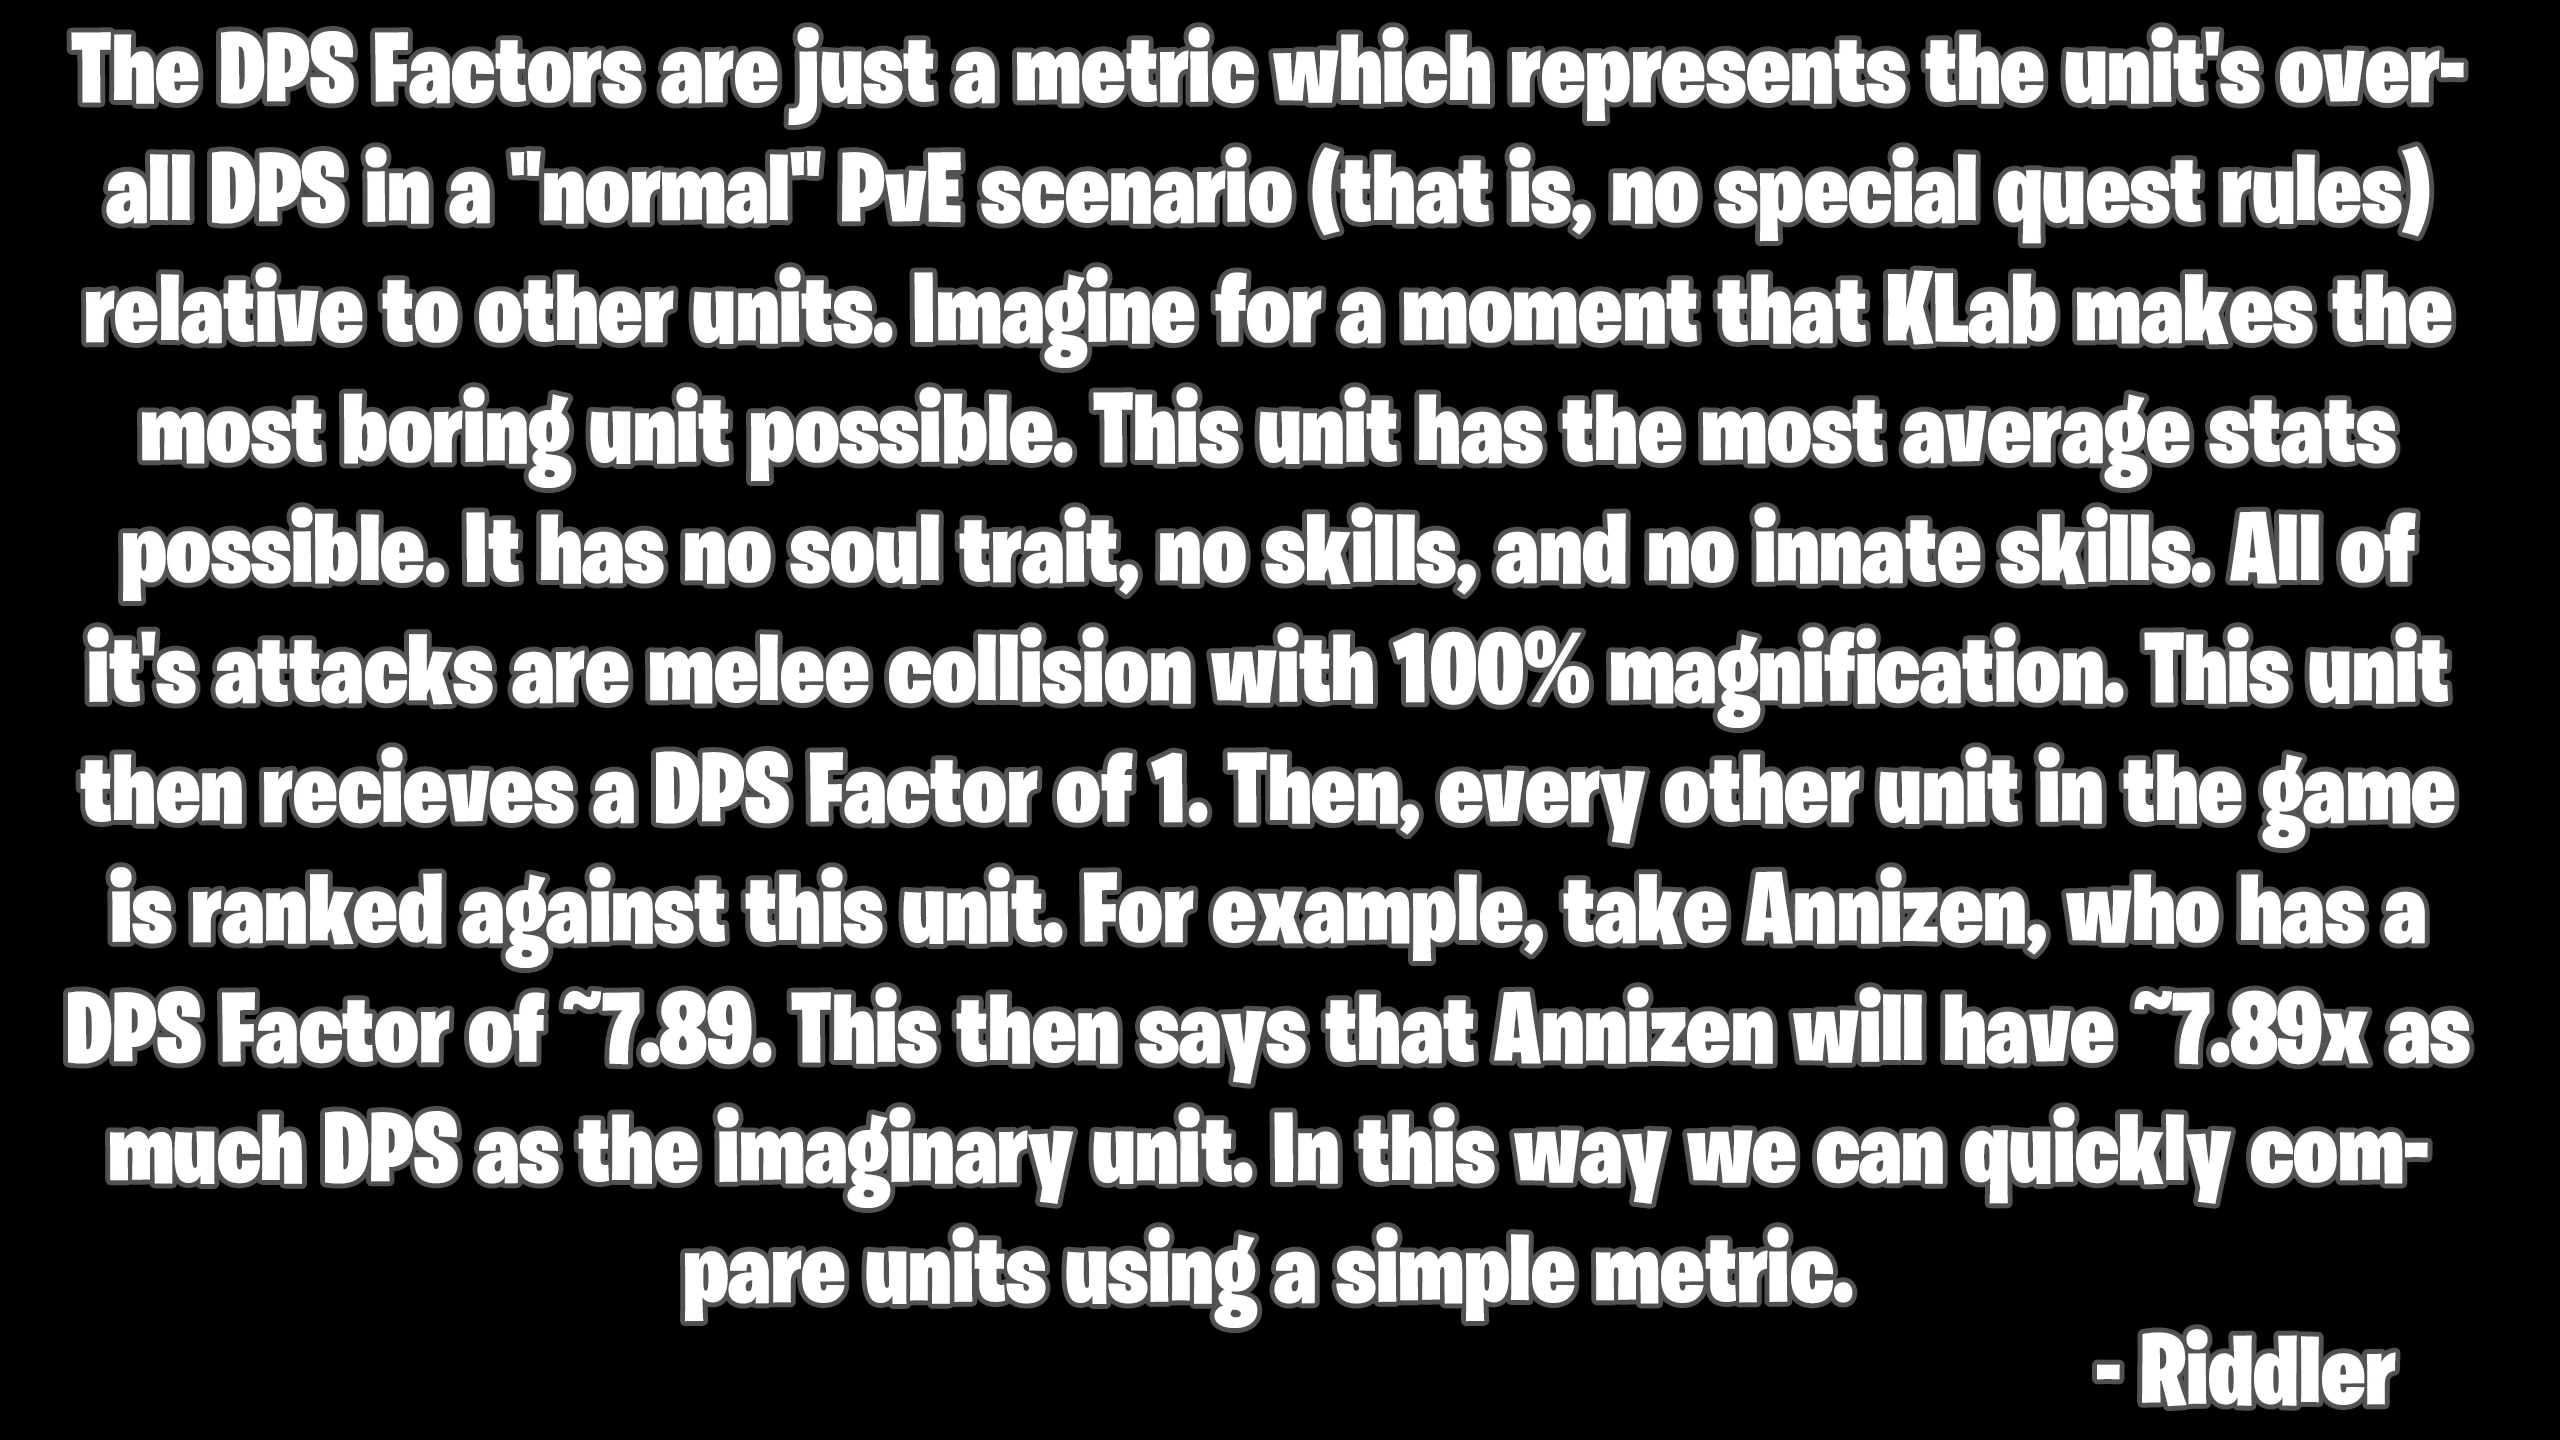 The DPS Factors are just a metric which represents the unit's over-
all DPS in a "normal" PvE scenario (that is, no special quest rules)
relative to other units. Imagine for a moment that KLab makes the
most boring unit possible. This unit has the most average stats
possible. It has no soul trait, no skills, and no innate skills. All of
it's attacks are melee collision with 100% magnification. This unit
then recieves a DPS Factor of 1. Then, every other unit in the game
is ranked against this unit. For example, take Annizen, who has a
DPS Factor of ~7.89. This then says that Annizen will have ~7.89x as
much DPS as the imaginary unit. In this way we can quickly com-
pare units using a simple metric.
- Riddler